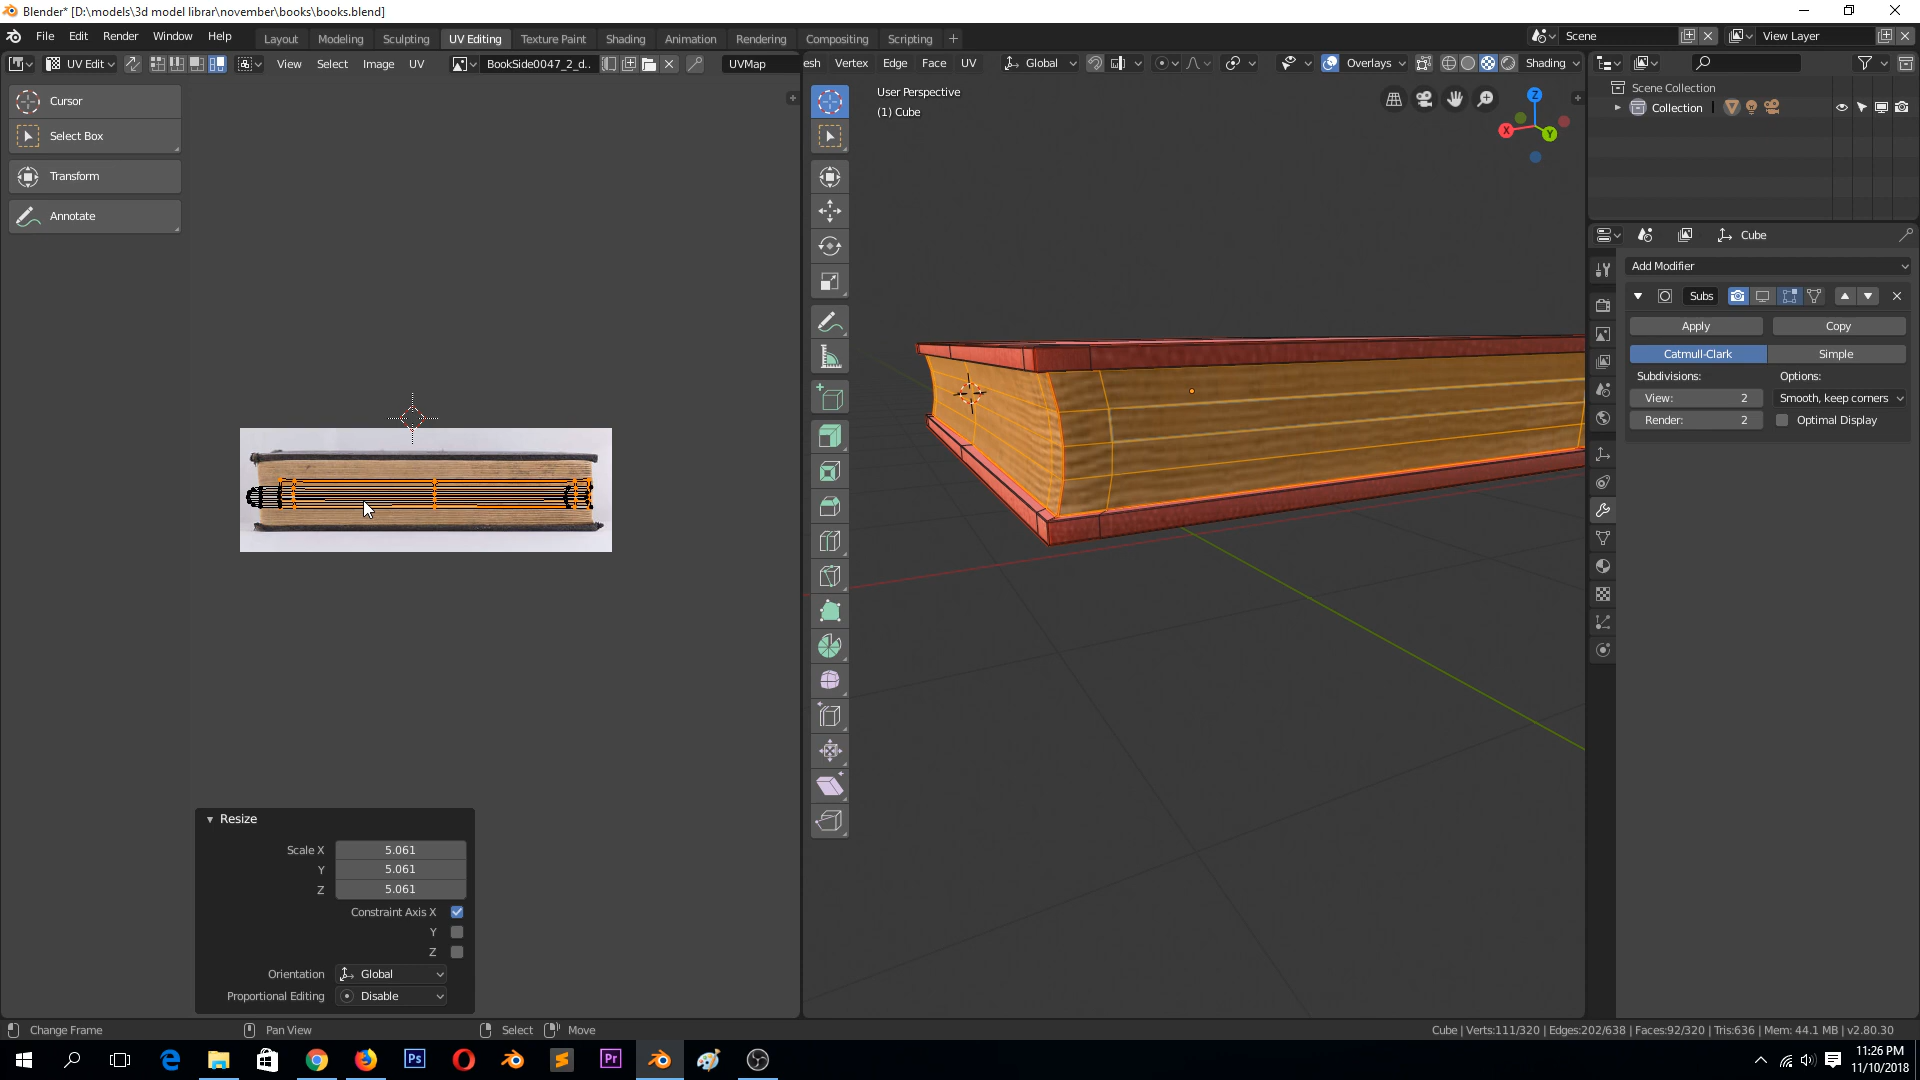 Blender* [D:\models\3d model librar\november\books\books.blend]
File Edit Render Window Help
Layout Modeling Sculpting UV Editing Texture Paint Shading Animation Rendering Compositing Scripting
Scene
View Layer
UV Edit
View Select Image UV
BookSide0047_2_d..
UVMap
esh Vertex Edge Face UV
Global
Overlays
Shading
Cursor
Select Box
Transform
Annotate
User Perspective
(1) Cube
X
Y
Z
Scene Collection
Collection
Cube
Add Modifier
Subs
Apply
Copy
Catmull-Clark
Simple
Subdivisions:
Options:
View: 2
Smooth, keep corners
Render: 2
Optimal Display
Resize
Scale X 5.061
Y 5.061
Z 5.061
Constraint Axis X
Y
Z
Orientation Global
Proportional Editing Disable
Change Frame
Pan View
Select
Move
Cube | Verts:111/320 | Edges:202/638 | Faces:92/320 | Tris:636 | Mem: 44.1 MB | v2.80.30
Ps
Pr
11:26 PM
11/10/2018